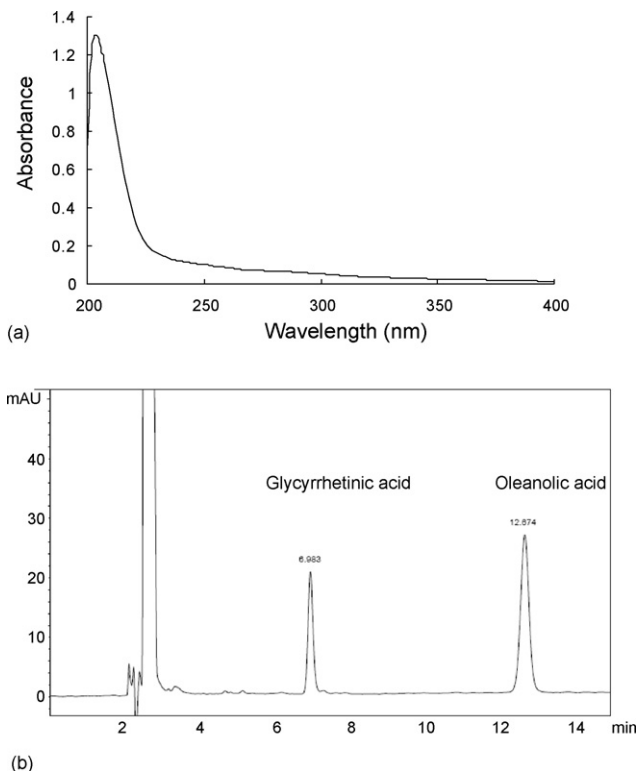 1.4
1.2
1
0.8
0.6
0.4
0.2
0
Absorbance
200 250 300 350 400
Wavelength (nm)
(a)
mAU
40
30
20
10
0
Glycyrrhetinic acid
6.983
Oleanolic acid
12.674
2 4 6 8 10 12 14 min
(b)